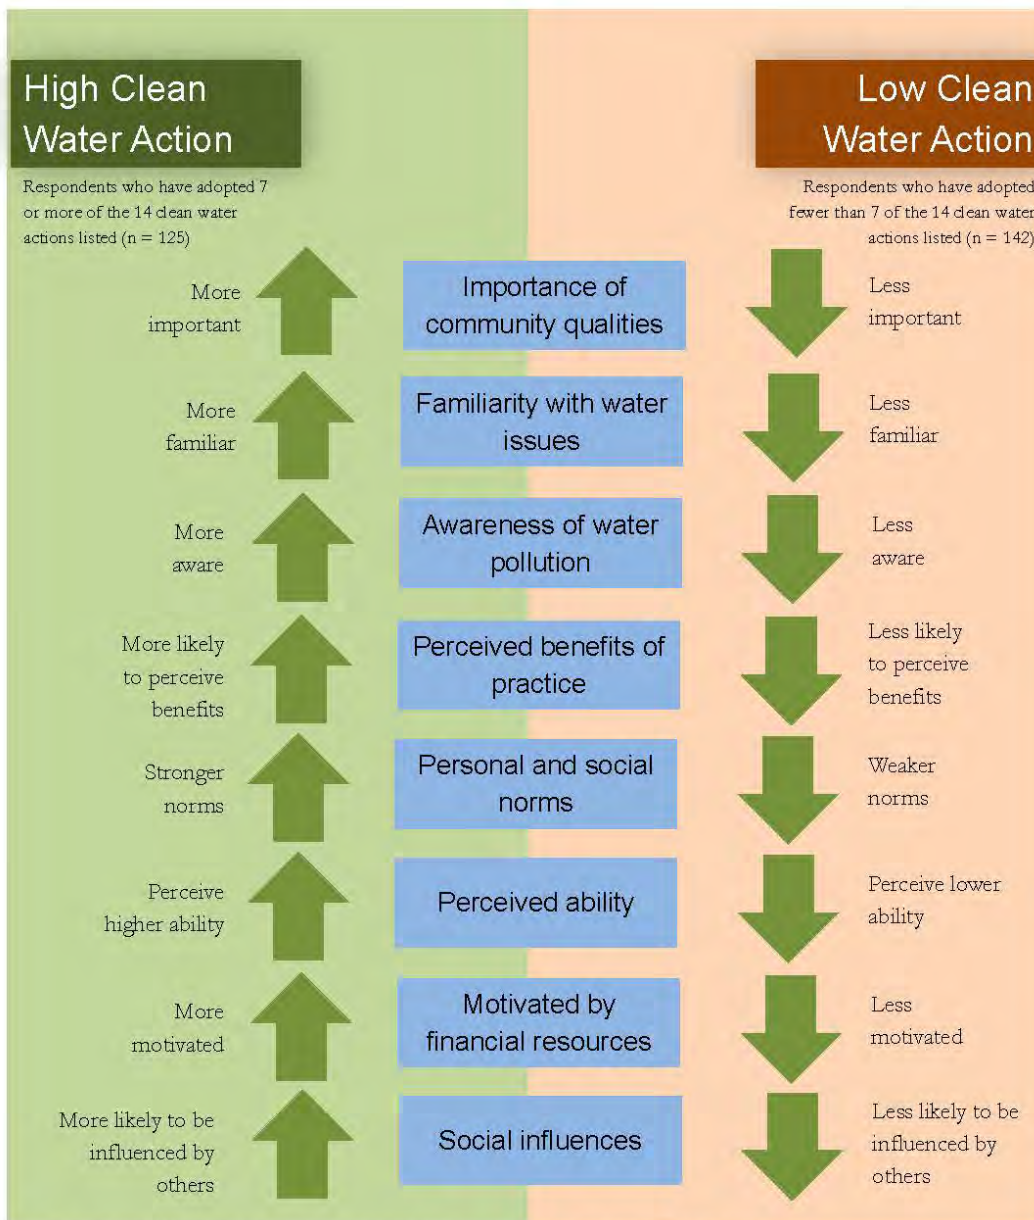 High Clean
Water Action
Respondents who have adopted 7
or more of the 14 clean water
actions listed (n = 125)
Low Clean
Water Action
Respondents who have adopted
fewer than 7 of the 14 clean water
actions listed (n = 142)
More
important
Importance of
community qualities
Less
important
More
familiar
Familiarity with water
issues
Less
familiar
More
aware
Awareness of water
pollution
Less
aware
More likely
to perceive
benefits
Perceived benefits of
practice
Less likely
to perceive
benefits
Stronger
norms
Personal and social
norms
Weaker
norms
Perceive
higher ability
Perceived ability
Perceive lower
ability
More
motivated
Motivated by
financial resources
Less
motivated
More likely to be
influenced by
others
Social influences
Less likely to be
influenced by
others